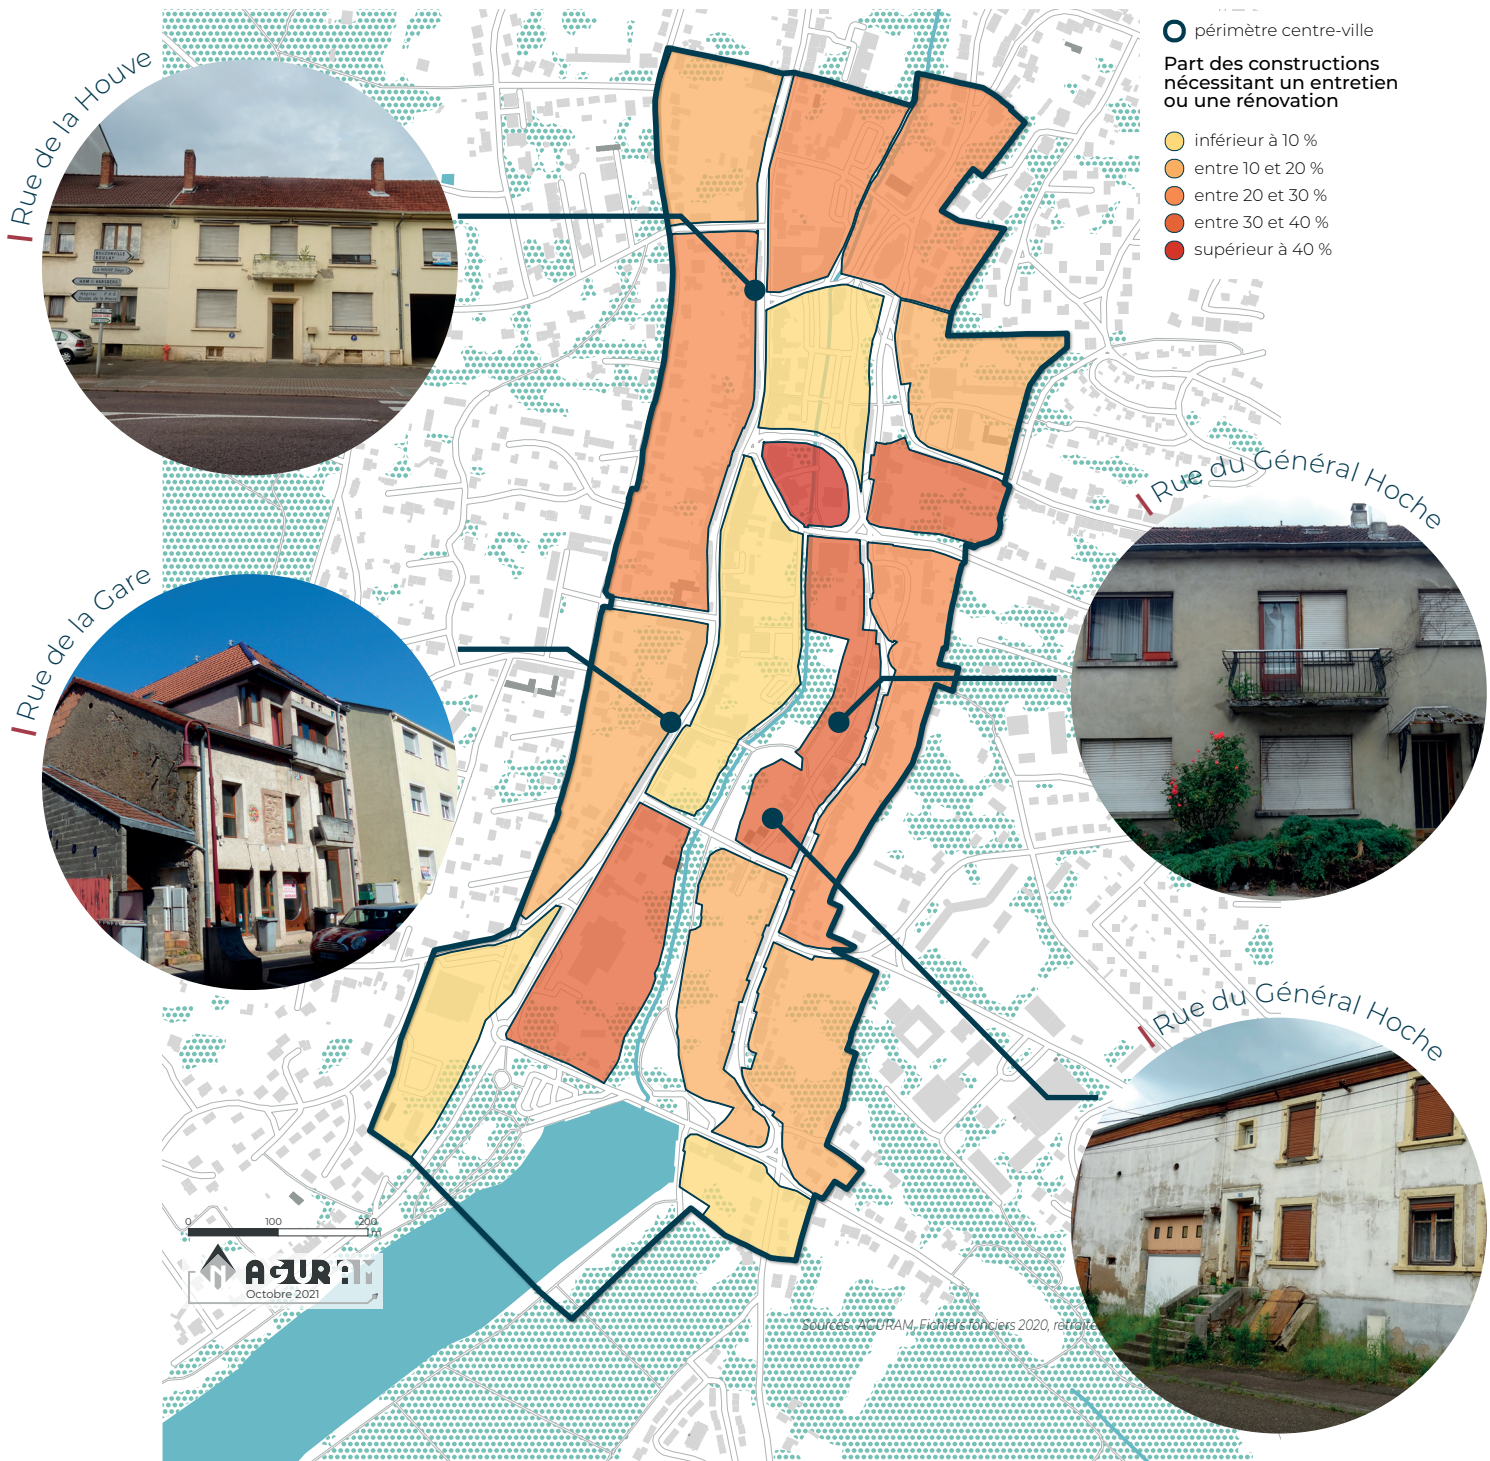 périmètre centre-ville
Part des constructions
nécessitant un entretien
ou une rénovation
inférieur à 10 %
entre 10 et 20 %
entre 20 et 30 %
entre 30 et 40 %
supérieur à 40 %
Rue de la Houve
Rue de la Gare
Rue du Général Hoche
Rue du Général Hoche
0 100 200
m
N
AGURAM
Octobre 2021
Sources : AGURAM, Fichiers fonciers 2020, retraité